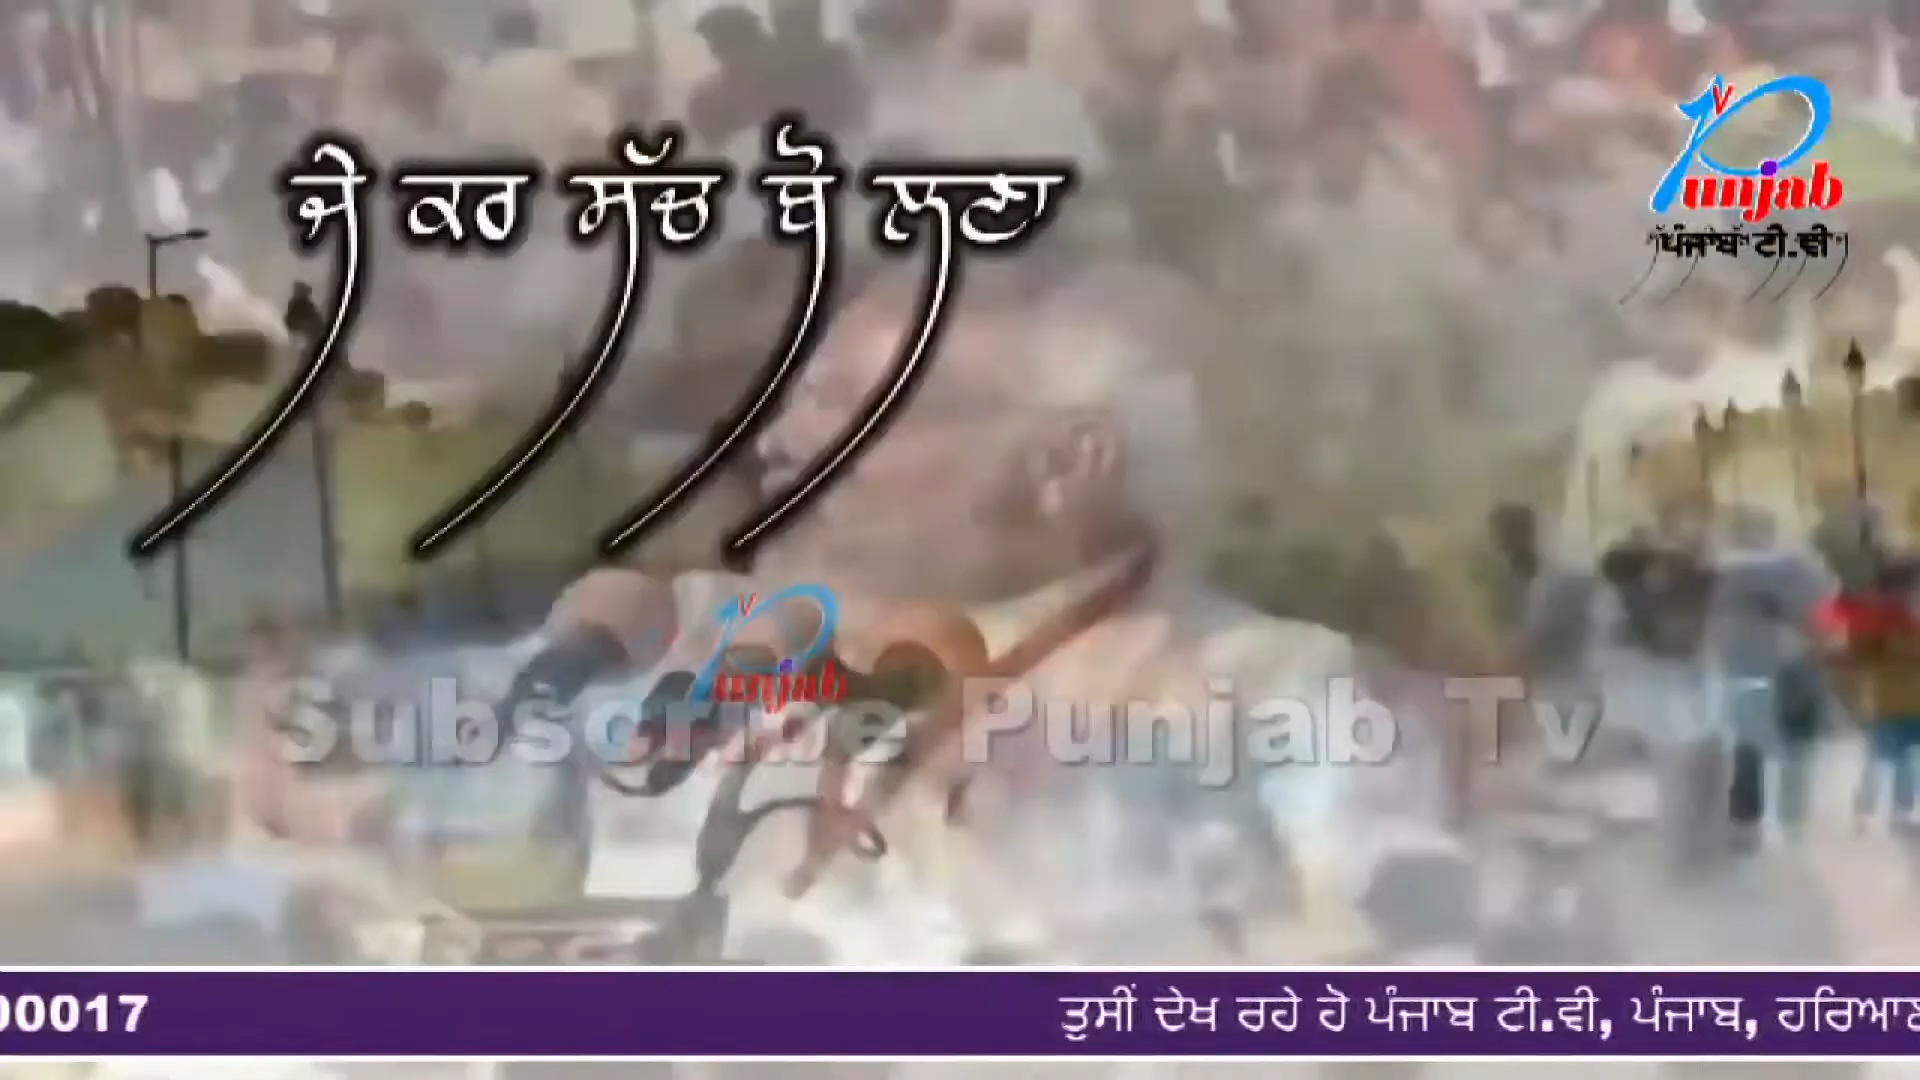 ਜੇ ਕਰ ਸੱਚ ਬੋਲਣਾ
Punjab
ਪੰਜਾਬ ਟੀ.ਵੀ
Punjab
Subscribe Punjab Tv
00017 ਤੁਸੀਂ ਦੇਖ ਰਹੇ ਹੋ ਪੰਜਾਬ ਟੀ.ਵੀ, ਪੰਜਾਬ,